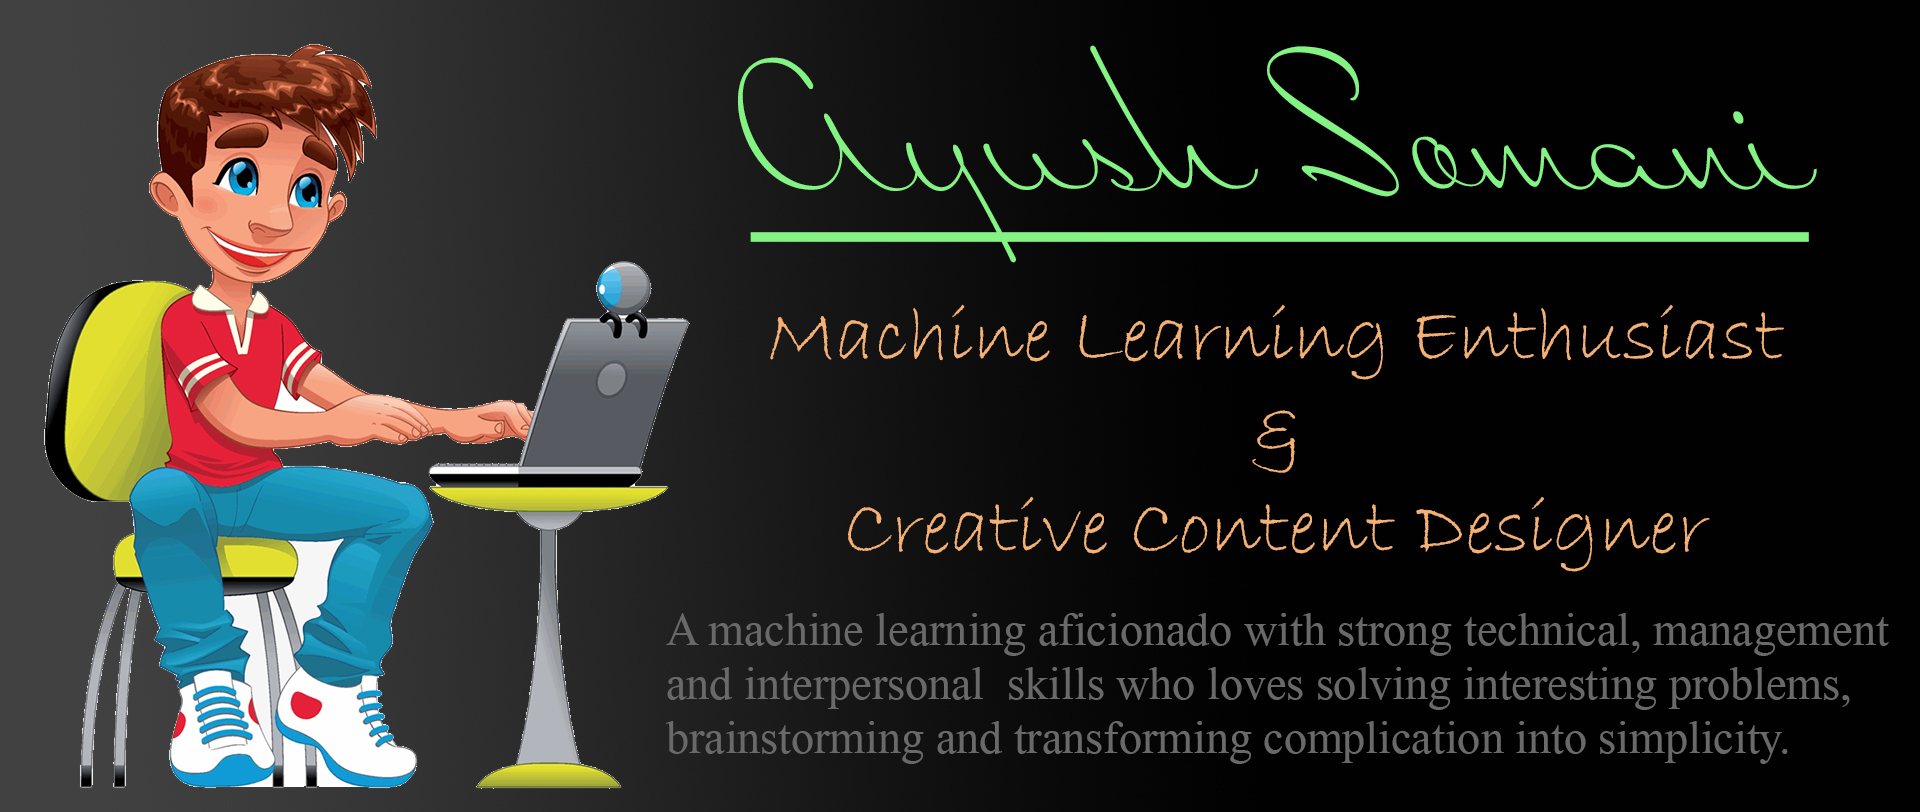 Ayush Somani
Machine Learning Enthusiast
&
Creative Content Designer
A machine learning aficionado with strong technical, management
and interpersonal  skills who loves solving interesting problems,
brainstorming and transforming complication into simplicity.